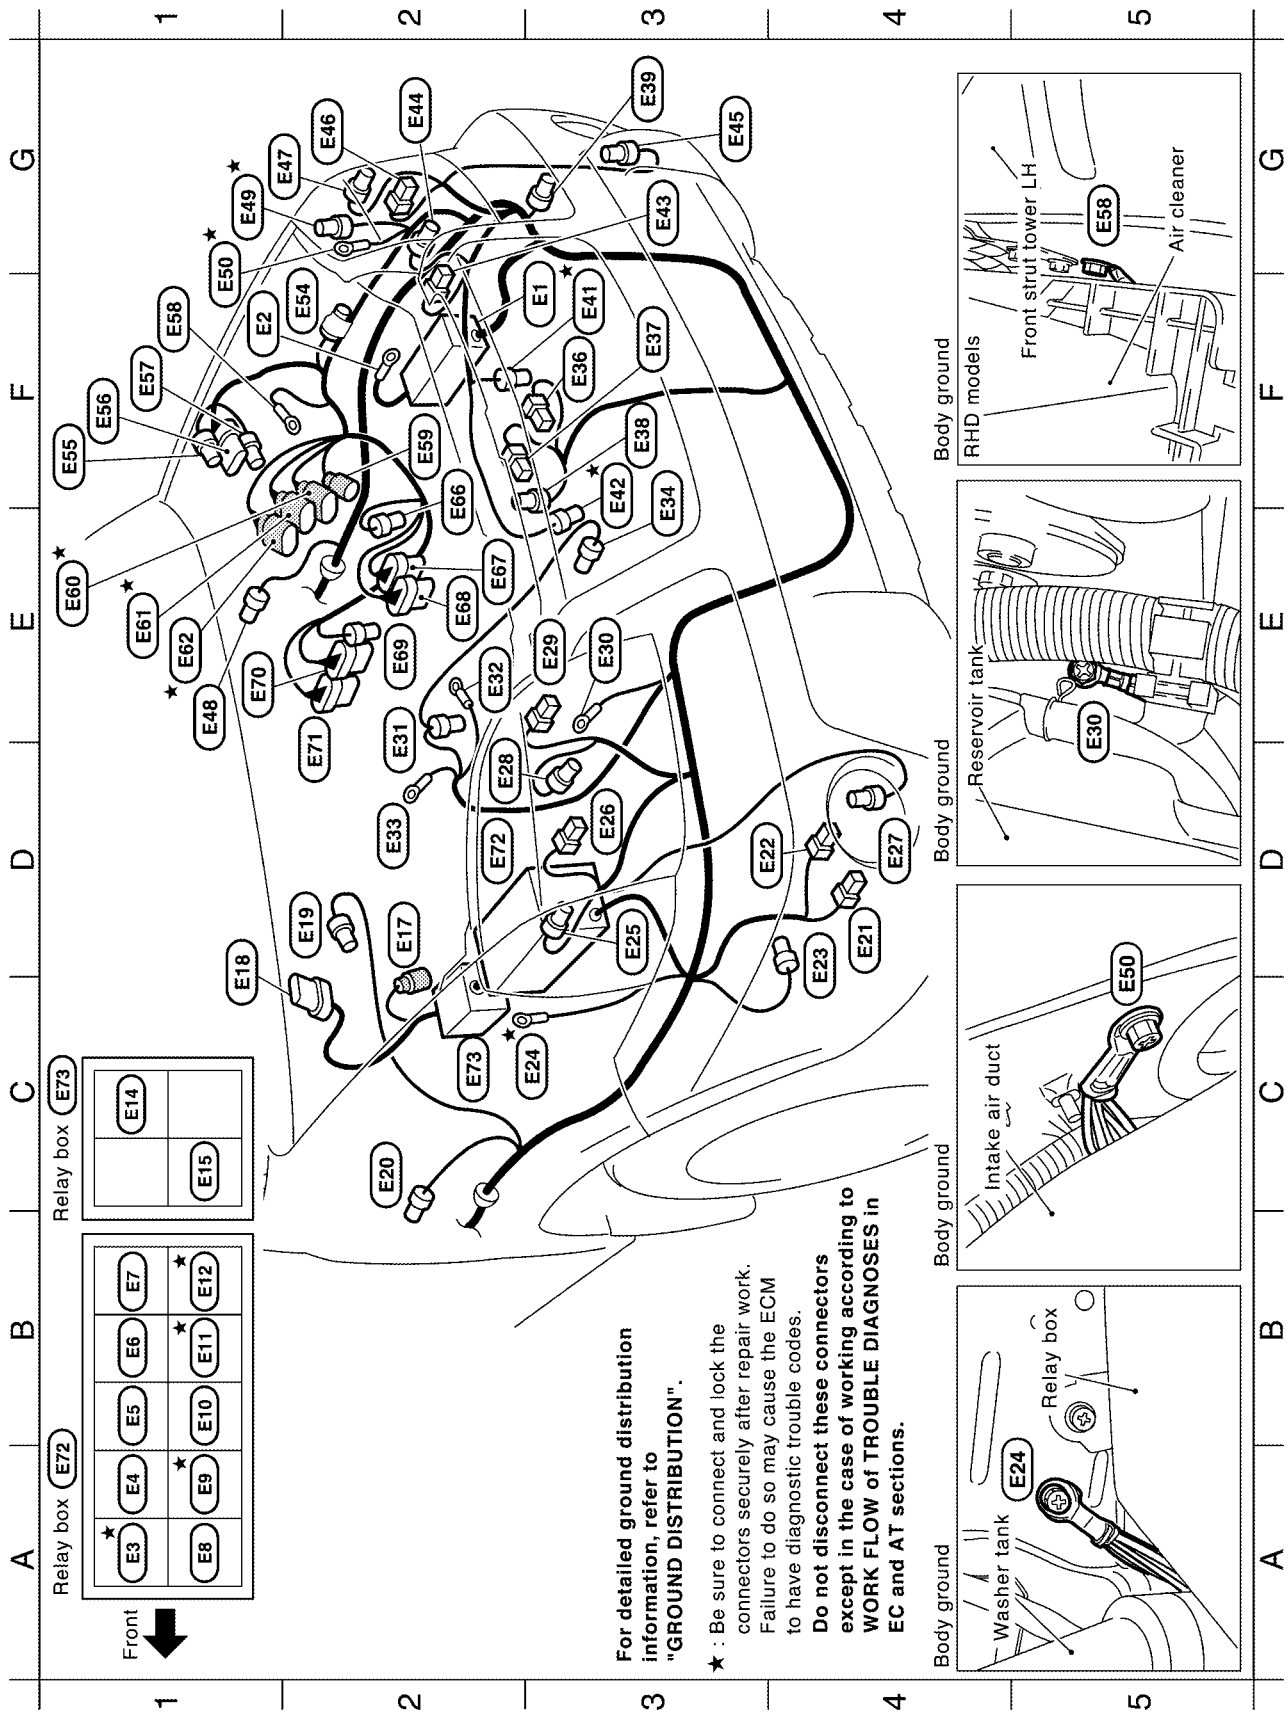 A
B
C
D
E
F
G
1
2
3
4
5
Front
Relay box E72
E3 ★
E4
E5
E6
E7
E8
E9 ★
E10
E11 ★
E12 ★
Relay box E73
E14
E15
E18
E19
E17
E20
E33
E31
E32
E48
E62 ★
E61 ★
E60 ★
E70
E71
E69
E68
E67
E66
E59
E55
E56
E57
E58
E54
E2
E50 ★
E49 ★
E47
E46
E44
E39
E45
E43
E1
E41 ★
E37
E36
E38
E42 ★
E34
E29
E30
E28
E72
E26
E22
E27
E21
E23
E25
E24 ★
E73
For detailed ground distribution
information, refer to
"GROUND DISTRIBUTION".
★ : Be sure to connect and lock the
connectors securely after repair work.
Failure to do so may cause the ECM
to have diagnostic trouble codes.
Do not disconnect these connectors
except in the case of working according to
WORK FLOW of TROUBLE DIAGNOSES in
EC and AT sections.
Body ground
Washer tank
E24
Relay box
Body ground
Intake air duct
E50
Body ground
Reservoir tank
E30
Body ground
RHD models
Front strut tower LH
E58
Air cleaner
A
B
C
D
E
F
G
1
2
3
4
5